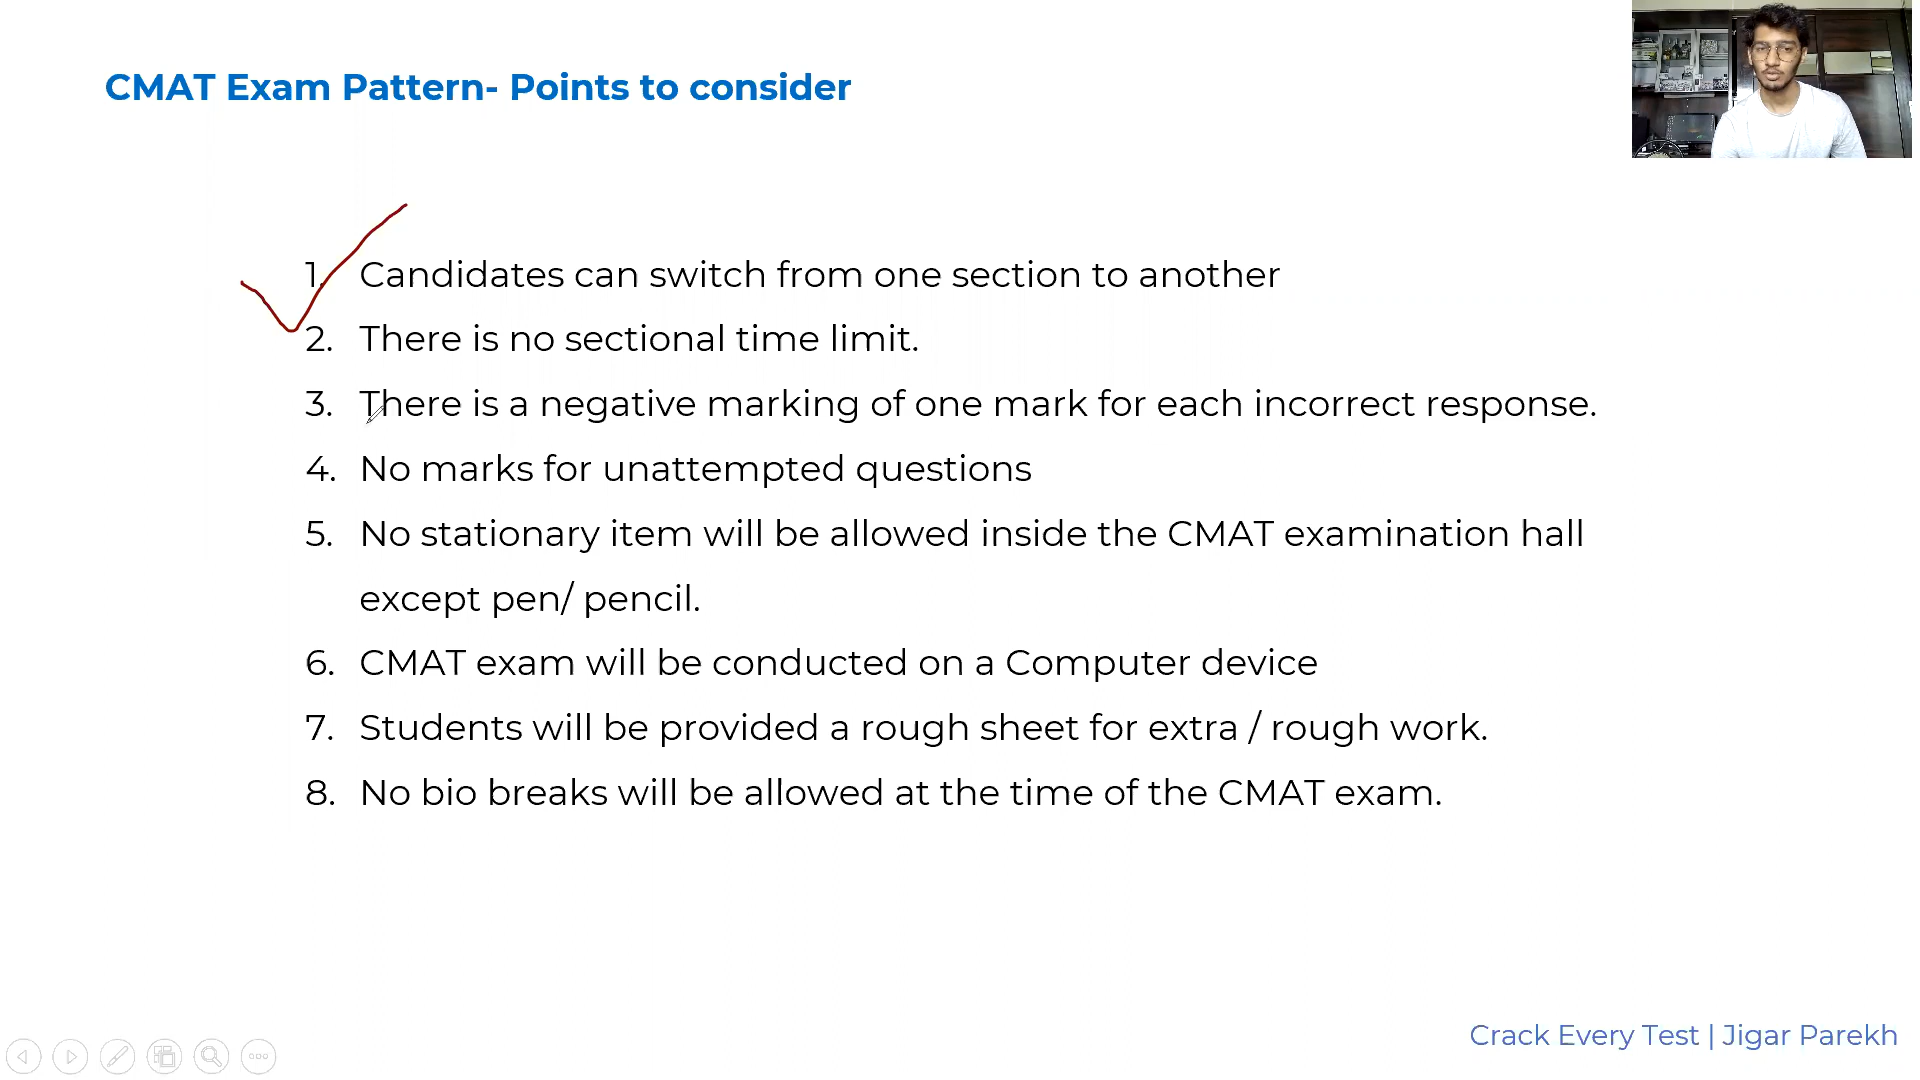 CMAT Exam Pattern- Points to consider
1. Candidates can switch from one section to another
2. There is no sectional time limit.
3. There is a negative marking of one mark for each incorrect response.
4. No marks for unattempted questions
5. No stationary item will be allowed inside the CMAT examination hall
except pen/ pencil.
6. CMAT exam will be conducted on a Computer device
7. Students will be provided a rough sheet for extra / rough work.
8. No bio breaks will be allowed at the time of the CMAT exam.
Crack Every Test | Jigar Parekh